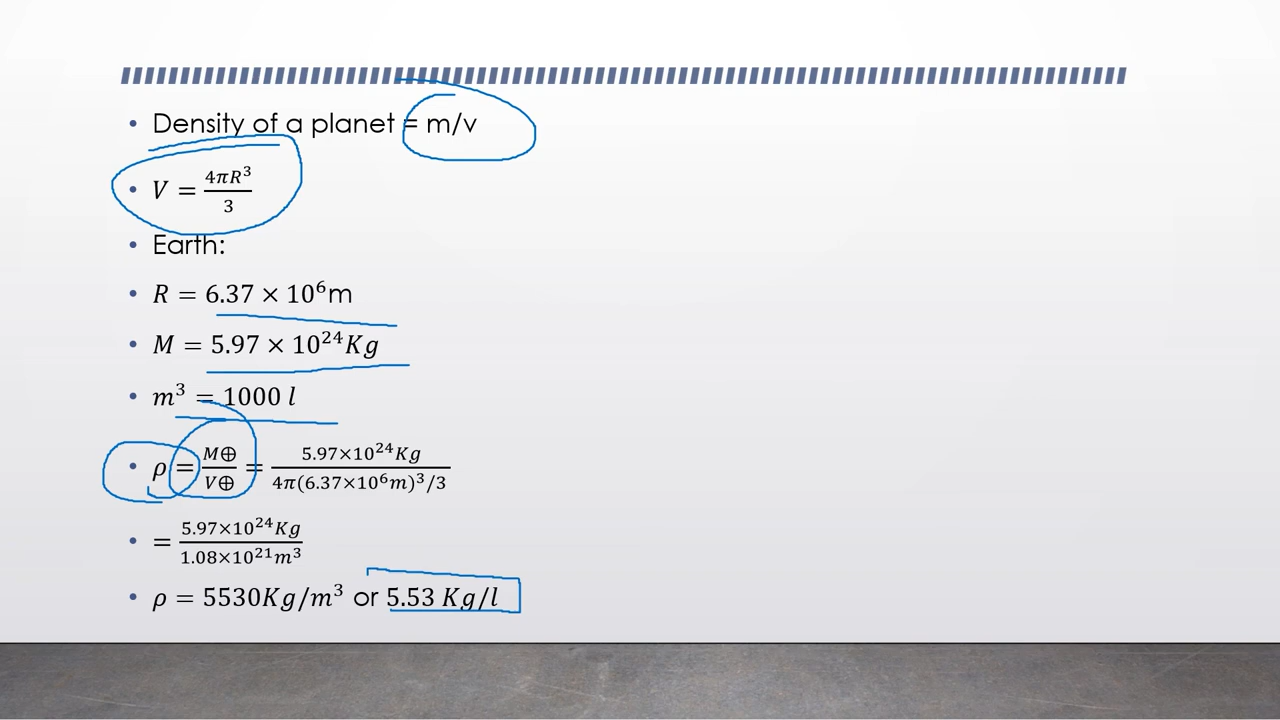 • Density of a planet = m/v
• V = 4πR³/3
• Earth:
• R = 6.37 × 10⁶m
• M = 5.97 × 10²⁴Kg
• m³ = 1000 l
• ρ = M⊕/V⊕ = 5.97×10²⁴Kg/4π(6.37×10⁶m)³/3
• = 5.97×10²⁴Kg/1.08×10²¹m³
• ρ = 5530Kg/m³ or 5.53 Kg/l